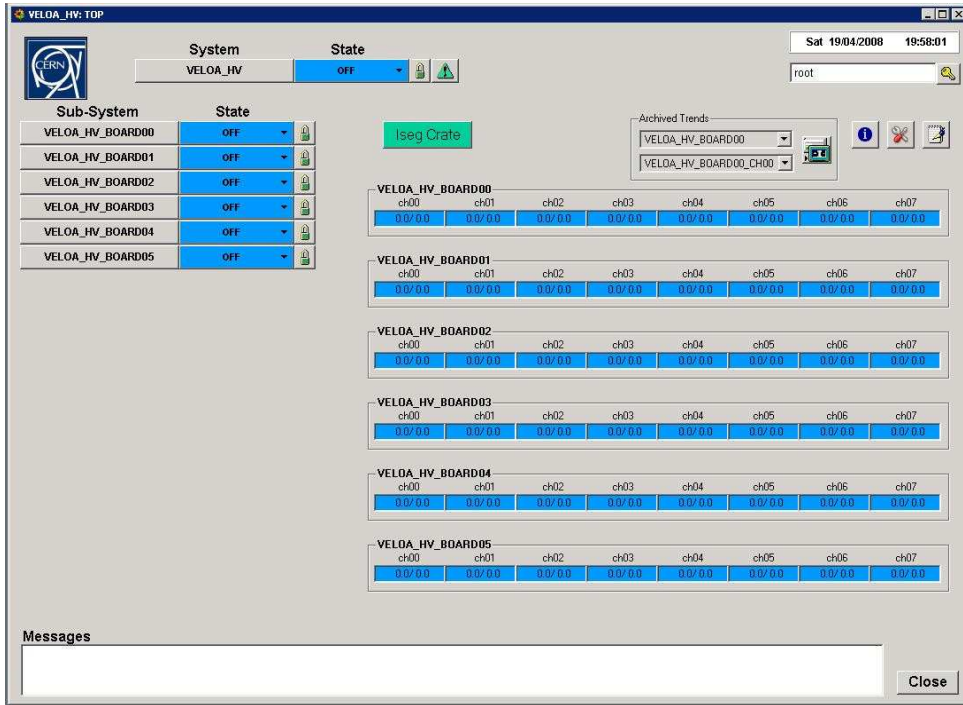 VELOA_HV: TOP
CERN
System State
VELOA_HV OFF
Sat 19/04/2008 19:58:01
root
Sub-System State
VELOA_HV_BOARD00 OFF
VELOA_HV_BOARD01 OFF
VELOA_HV_BOARD02 OFF
VELOA_HV_BOARD03 OFF
VELOA_HV_BOARD04 OFF
VELOA_HV_BOARD05 OFF
Iseg Crate
Archived Trends
VELOA_HV_BOARD00
VELOA_HV_BOARD00_CH00
VELOA_HV_BOARD00
ch00 ch01 ch02 ch03 ch04 ch05 ch06 ch07
0.0/ 0.0 0.0/ 0.0 0.0/ 0.0 0.0/ 0.0 0.0/ 0.0 0.0/ 0.0 0.0/ 0.0 0.0/ 0.0
VELOA_HV_BOARD01
ch00 ch01 ch02 ch03 ch04 ch05 ch06 ch07
0.0/ 0.0 0.0/ 0.0 0.0/ 0.0 0.0/ 0.0 0.0/ 0.0 0.0/ 0.0 0.0/ 0.0 0.0/ 0.0
VELOA_HV_BOARD02
ch00 ch01 ch02 ch03 ch04 ch05 ch06 ch07
0.0/ 0.0 0.0/ 0.0 0.0/ 0.0 0.0/ 0.0 0.0/ 0.0 0.0/ 0.0 0.0/ 0.0 0.0/ 0.0
VELOA_HV_BOARD03
ch00 ch01 ch02 ch03 ch04 ch05 ch06 ch07
0.0/ 0.0 0.0/ 0.0 0.0/ 0.0 0.0/ 0.0 0.0/ 0.0 0.0/ 0.0 0.0/ 0.0 0.0/ 0.0
VELOA_HV_BOARD04
ch00 ch01 ch02 ch03 ch04 ch05 ch06 ch07
0.0/ 0.0 0.0/ 0.0 0.0/ 0.0 0.0/ 0.0 0.0/ 0.0 0.0/ 0.0 0.0/ 0.0 0.0/ 0.0
VELOA_HV_BOARD05
ch00 ch01 ch02 ch03 ch04 ch05 ch06 ch07
0.0/ 0.0 0.0/ 0.0 0.0/ 0.0 0.0/ 0.0 0.0/ 0.0 0.0/ 0.0 0.0/ 0.0 0.0/ 0.0
Messages
Close